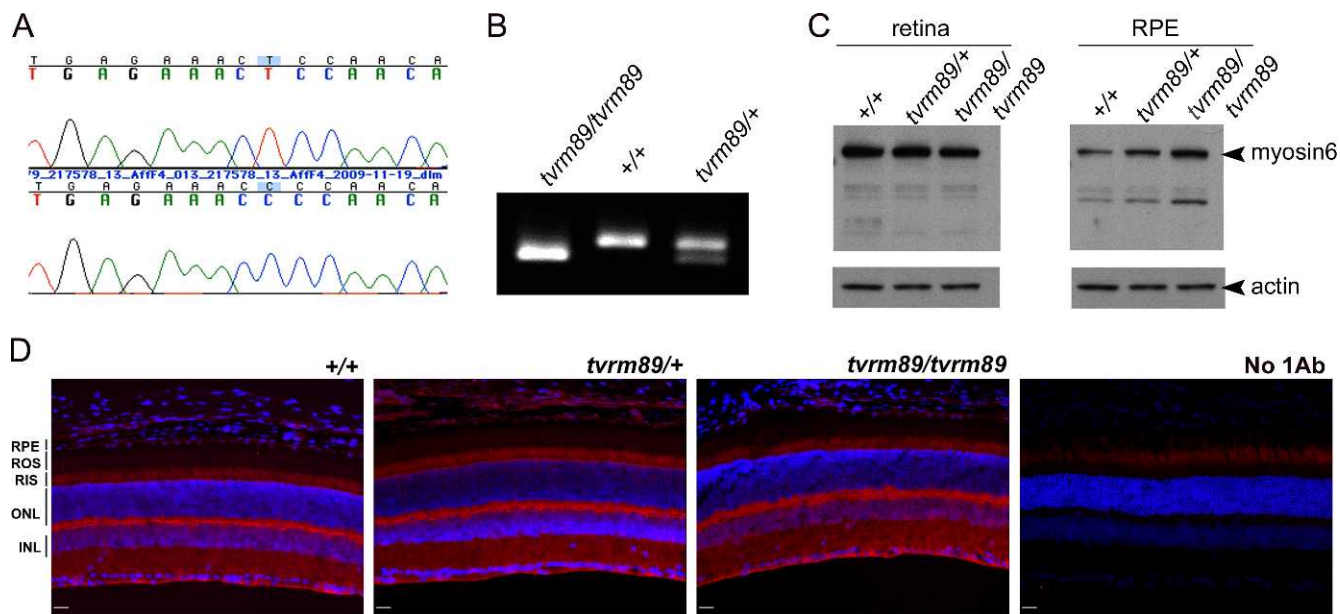 A
T G A G A A A C T C C A A C A
T G A G A A A C T C C A A C A
79_217578_13_AffF4_013_217578_13_AffF4_2009-11-19_dlm
T G A G A A A C C C C A A C A
T G A G A A A C C C C A A C A
B
tvrm89/tvrm89
+/+
tvrm89/+
C
retina
RPE
+/+
tvrm89/+
tvrm89/
tvrm89
+/+
tvrm89/+
tvrm89/
tvrm89
myosin6
actin
D
+/+
tvrm89/+
tvrm89/tvrm89
No 1Ab
RPE
ROS
RIS
ONL
INL